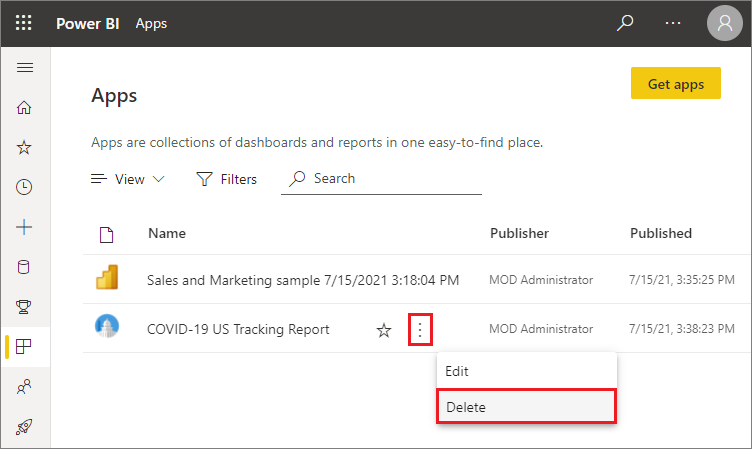 Power BI Apps
Apps
Get apps
Apps are collections of dashboards and reports in one easy-to-find place.
View Filters Search
Name Publisher Published
Sales and Marketing sample 7/15/2021 3:18:04 PM MOD Administrator 7/15/21, 3:35:25 PM
COVID-19 US Tracking Report MOD Administrator 7/15/21, 3:38:23 PM
Edit
Delete